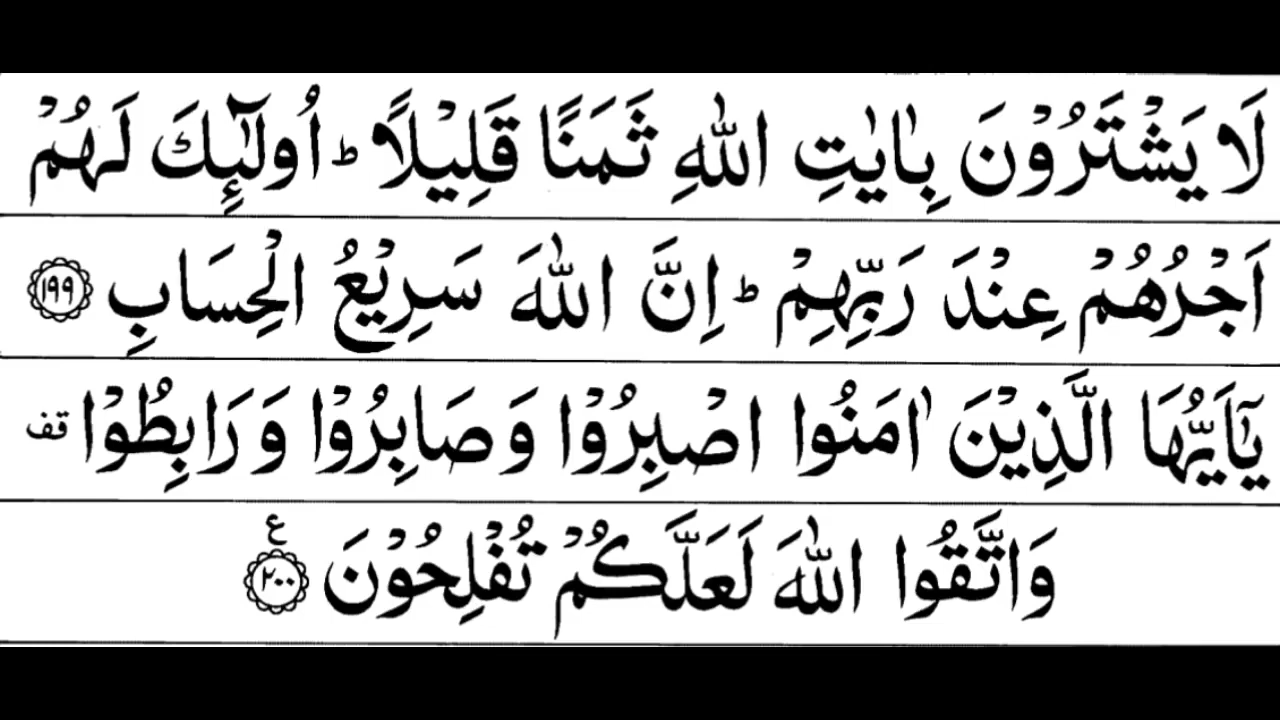 لَا يَشْتَرُوْنَ بِاٰيٰتِ اللّٰهِ ثَمَنًا قَلِيْلًا ؕ اُولٰٓئِكَ لَهُمْ
اَجْرُهُمْ عِنْدَ رَبِّهِمْ ؕ اِنَّ اللّٰهَ سَرِيْعُ الْحِسَابِ ﴿۱۹۹﴾
يٰٓاَيُّهَا الَّذِيْنَ اٰمَنُوا اصْبِرُوْا وَصَابِرُوْا وَرَابِطُوْا قف
وَاتَّقُوا اللّٰهَ لَعَلَّكُمْ تُفْلِحُوْنَ ﴿۲۰۰﴾ ع